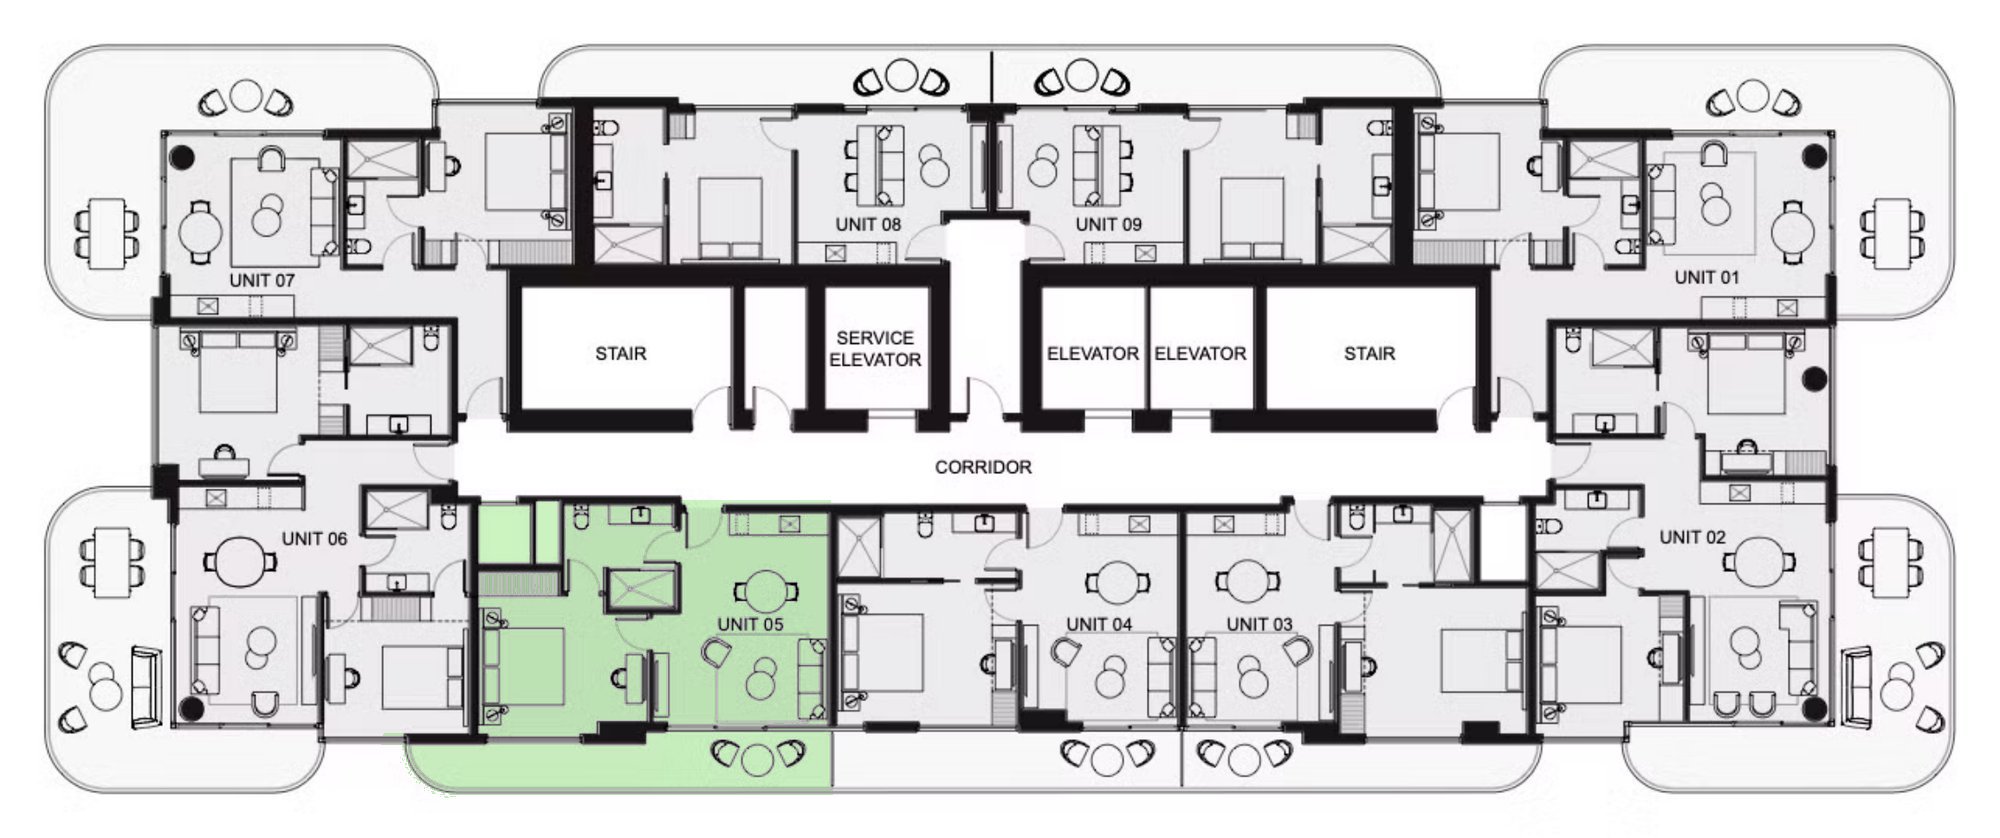 UNIT 08
UNIT 09
UNIT 07
UNIT 01
STAIR
SERVICE
ELEVATOR
ELEVATOR
ELEVATOR
STAIR
CORRIDOR
UNIT 06
UNIT 02
UNIT 05
UNIT 04
UNIT 03